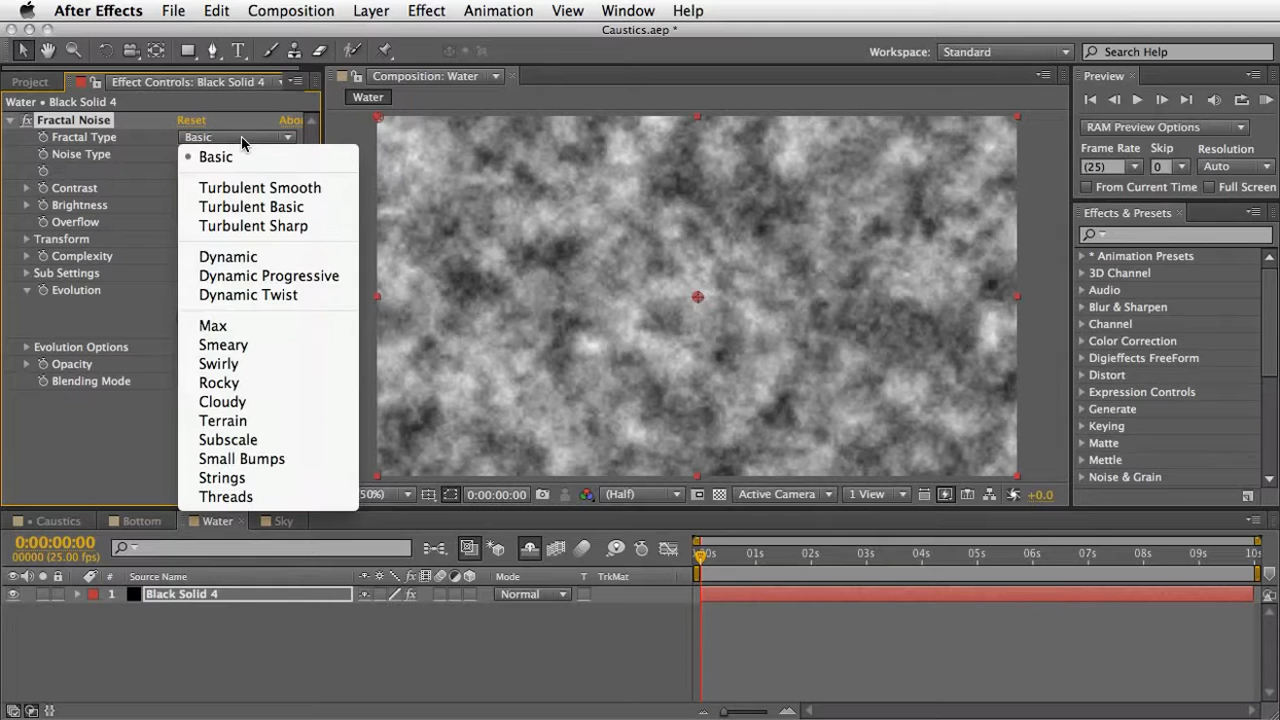 After Effects File Edit Composition Layer Effect Animation View Window Help
Caustics.aep *
Workspace: Standard Search Help
Project Effect Controls: Black Solid 4
Water • Black Solid 4
Fractal Noise Reset Abou
Fractal Type Basic
Noise Type
Contrast
Brightness
Overflow
Transform
Complexity
Sub Settings
Evolution
Evolution Options
Opacity
Blending Mode
Basic
Turbulent Smooth
Turbulent Basic
Turbulent Sharp
Dynamic
Dynamic Progressive
Dynamic Twist
Max
Smeary
Swirly
Rocky
Cloudy
Terrain
Subscale
Small Bumps
Strings
Threads
Composition: Water
Water
50%) 0:00:00:00 (Half) Active Camera 1 View +0.0
Preview
RAM Preview Options
Frame Rate Skip Resolution
(25) 0 Auto
From Current Time Full Screen
Effects & Presets
* Animation Presets
3D Channel
Audio
Blur & Sharpen
Channel
Color Correction
Digieffects FreeForm
Distort
Expression Controls
Generate
Keying
Matte
Mettle
Noise & Grain
Caustics Bottom Water Sky
0:00:00:00
00000 (25.00 fps)
00s 01s 02s 03s 04s 05s 06s 07s 08s 09s 10s
# Source Name Mode T TrkMat
1 Black Solid 4 Normal